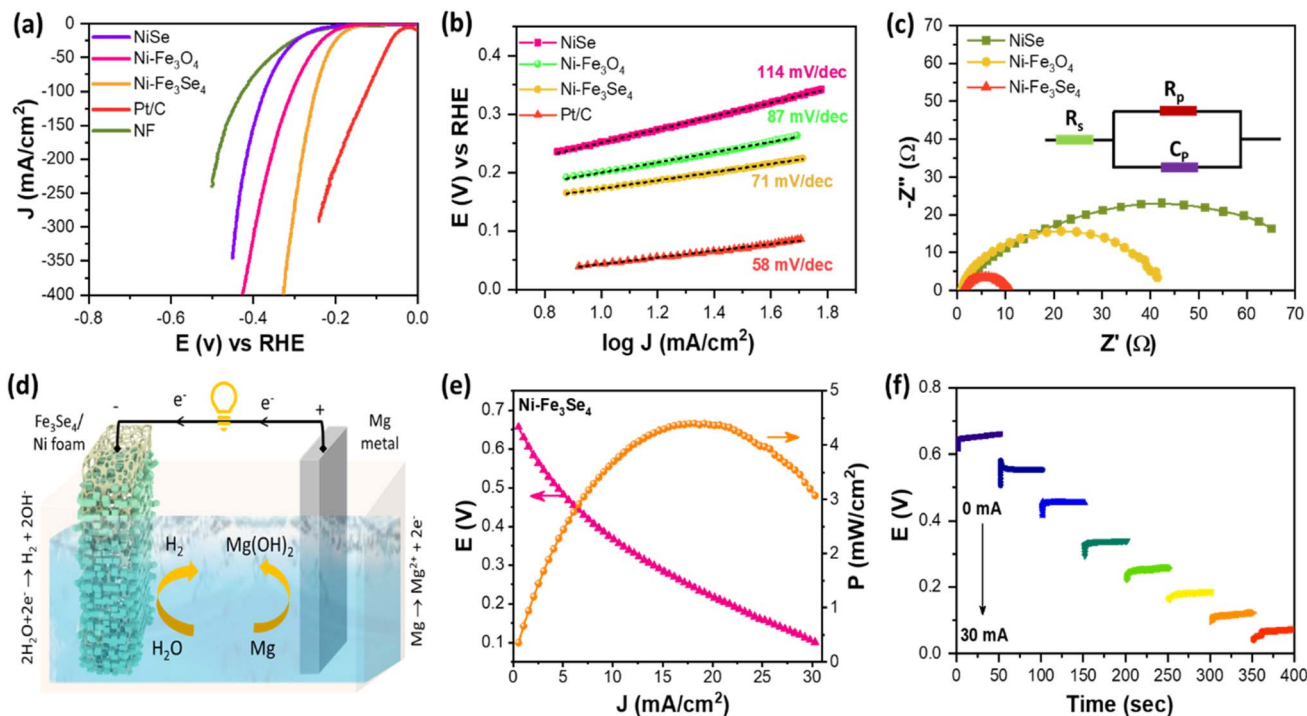 (a)
NiSe
Ni-Fe₃O₄
Ni-Fe₃Se₄
Pt/C
NF
J (mA/cm²)
0
-50
-100
-150
-200
-250
-300
-350
-400
-0.8 -0.6 -0.4 -0.2 0.0
E (v) vs RHE
(b)
NiSe
Ni-Fe₃O₄
Ni-Fe₃Se₄
Pt/C
114 mV/dec
87 mV/dec
71 mV/dec
58 mV/dec
E (V) vs RHE
0.4
0.3
0.2
0.1
0.0
0.8 1.0 1.2 1.4 1.6 1.8
log J (mA/cm²)
(c)
NiSe
Ni-Fe₃O₄
Ni-Fe₃Se₄
Rₛ
Rₚ
Cₚ
-Z'' (Ω)
70
60
50
40
30
20
10
0
0 10 20 30 40 50 60 70
Z' (Ω)
(d)
Fe₃Se₄/
Ni foam
- e⁻ e⁻ +
Mg
metal
2H₂O+2e⁻ → H₂ + 2OH⁻
H₂ Mg(OH)₂
H₂O Mg
Mg → Mg²⁺ + 2e⁻
(e)
Ni-Fe₃Se₄
E (V)
0.7
0.6
0.5
0.4
0.3
0.2
0.1
P (mW/cm²)
5
4
3
2
1
0
0 5 10 15 20 25 30
J (mA/cm²)
(f)
0 mA
30 mA
E (V)
0.8
0.6
0.4
0.2
0.0
0 50 100 150 200 250 300 350 400
Time (sec)